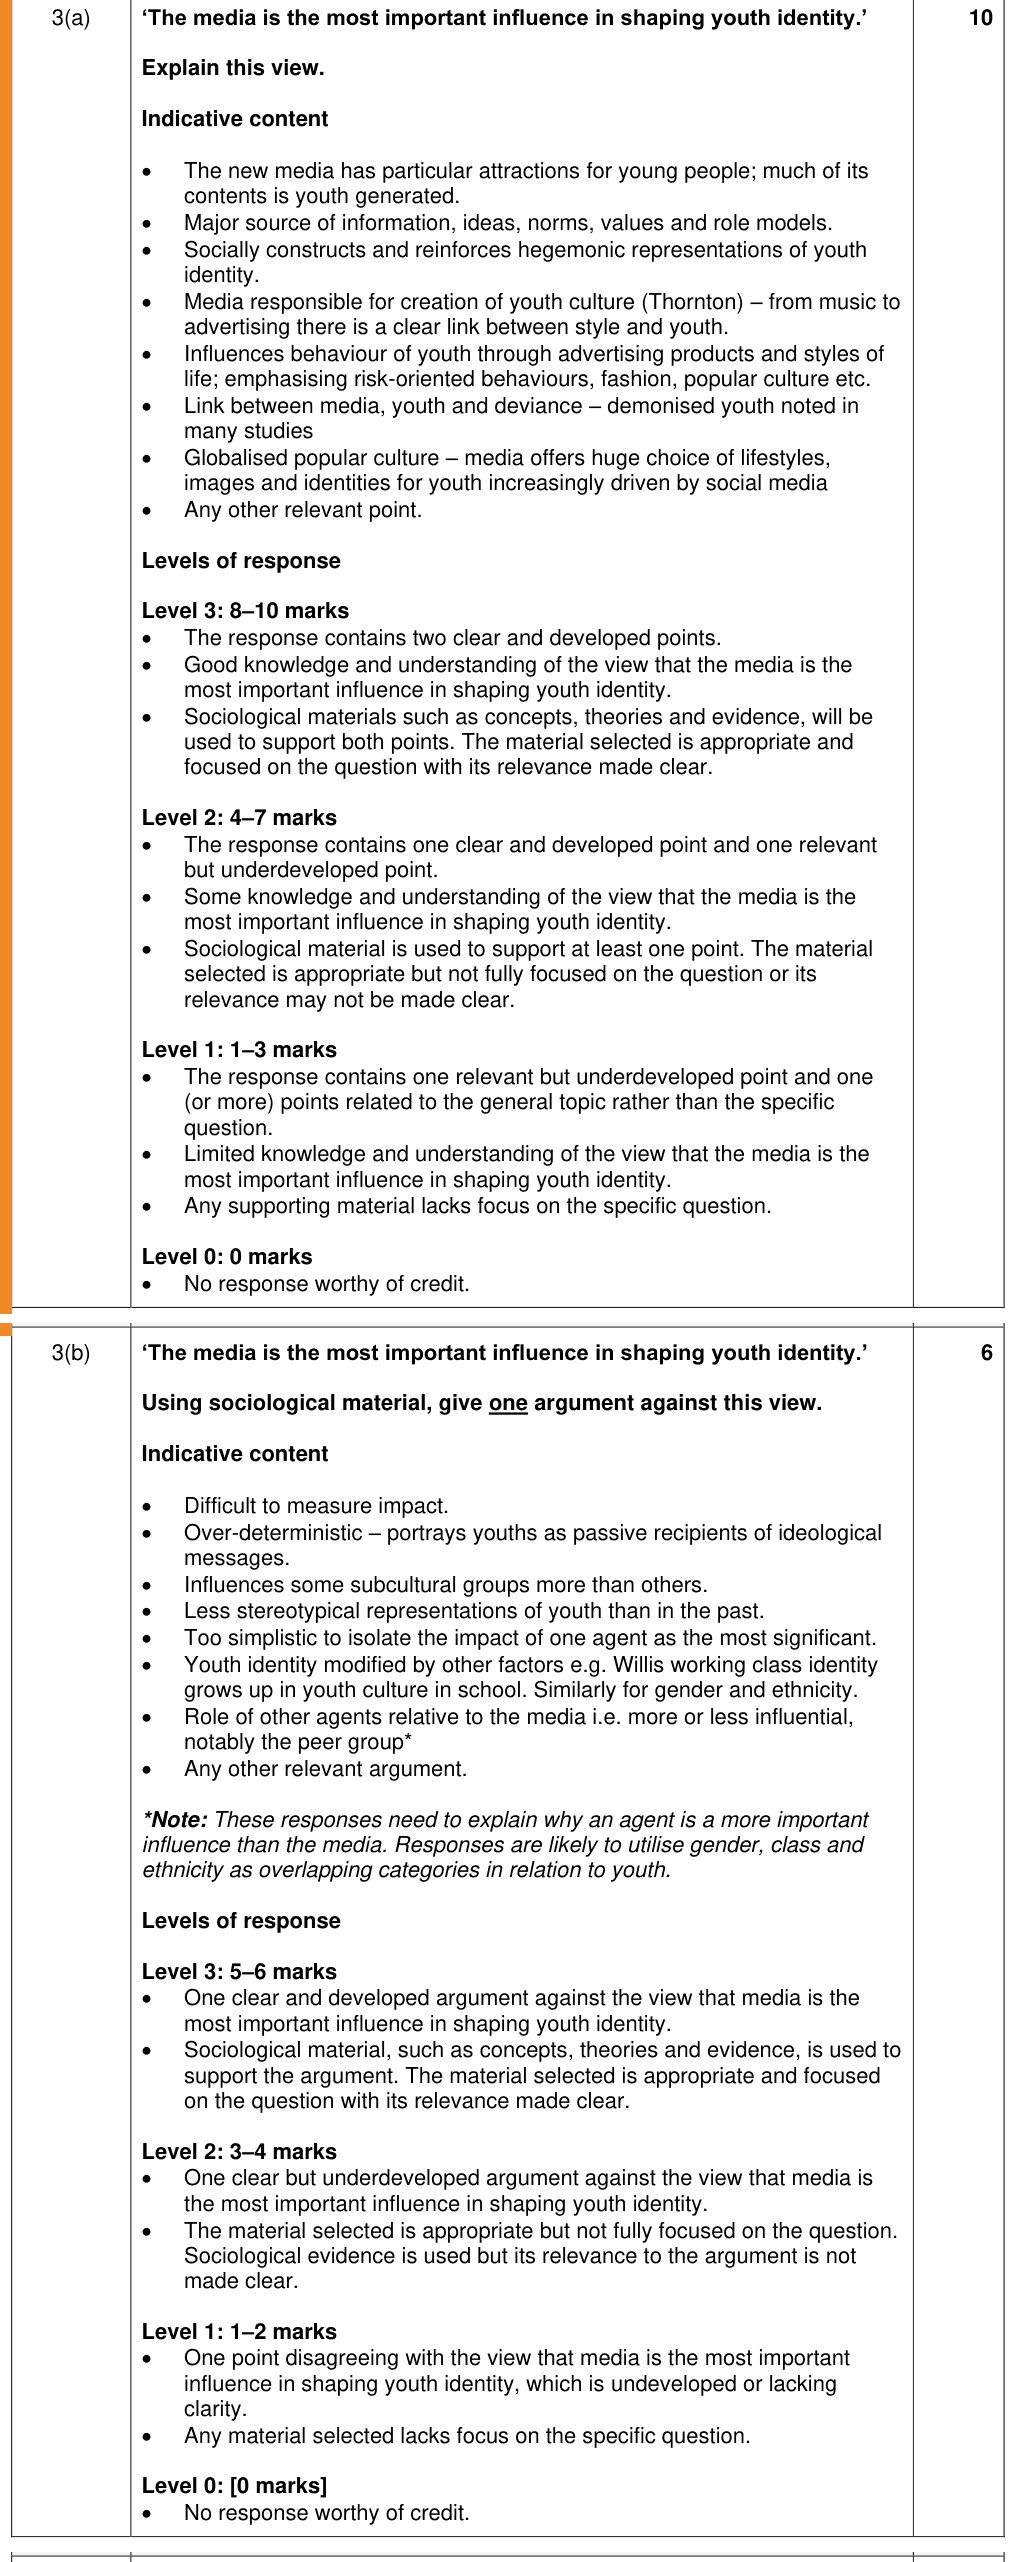 3(a) ‘The media is the most important influence in shaping youth identity.’ 10
Explain this view.
Indicative content
• The new media has particular attractions for young people; much of its
contents is youth generated.
• Major source of information, ideas, norms, values and role models.
• Socially constructs and reinforces hegemonic representations of youth
identity.
• Media responsible for creation of youth culture (Thornton) – from music to
advertising there is a clear link between style and youth.
• Influences behaviour of youth through advertising products and styles of
life; emphasising risk-oriented behaviours, fashion, popular culture etc.
• Link between media, youth and deviance – demonised youth noted in
many studies
• Globalised popular culture – media offers huge choice of lifestyles,
images and identities for youth increasingly driven by social media
• Any other relevant point.
Levels of response
Level 3: 8–10 marks
• The response contains two clear and developed points.
• Good knowledge and understanding of the view that the media is the
most important influence in shaping youth identity.
• Sociological materials such as concepts, theories and evidence, will be
used to support both points. The material selected is appropriate and
focused on the question with its relevance made clear.
Level 2: 4–7 marks
• The response contains one clear and developed point and one relevant
but underdeveloped point.
• Some knowledge and understanding of the view that the media is the
most important influence in shaping youth identity.
• Sociological material is used to support at least one point. The material
selected is appropriate but not fully focused on the question or its
relevance may not be made clear.
Level 1: 1–3 marks
• The response contains one relevant but underdeveloped point and one
(or more) points related to the general topic rather than the specific
question.
• Limited knowledge and understanding of the view that the media is the
most important influence in shaping youth identity.
• Any supporting material lacks focus on the specific question.
Level 0: 0 marks
• No response worthy of credit.
3(b) ‘The media is the most important influence in shaping youth identity.’ 6
Using sociological material, give one argument against this view.
Indicative content
• Difficult to measure impact.
• Over-deterministic – portrays youths as passive recipients of ideological
messages.
• Influences some subcultural groups more than others.
• Less stereotypical representations of youth than in the past.
• Too simplistic to isolate the impact of one agent as the most significant.
• Youth identity modified by other factors e.g. Willis working class identity
grows up in youth culture in school. Similarly for gender and ethnicity.
• Role of other agents relative to the media i.e. more or less influential,
notably the peer group*
• Any other relevant argument.
*Note: These responses need to explain why an agent is a more important
influence than the media. Responses are likely to utilise gender, class and
ethnicity as overlapping categories in relation to youth.
Levels of response
Level 3: 5–6 marks
• One clear and developed argument against the view that media is the
most important influence in shaping youth identity.
• Sociological material, such as concepts, theories and evidence, is used to
support the argument. The material selected is appropriate and focused
on the question with its relevance made clear.
Level 2: 3–4 marks
• One clear but underdeveloped argument against the view that media is
the most important influence in shaping youth identity.
• The material selected is appropriate but not fully focused on the question.
Sociological evidence is used but its relevance to the argument is not
made clear.
Level 1: 1–2 marks
• One point disagreeing with the view that media is the most important
influence in shaping youth identity, which is undeveloped or lacking
clarity.
• Any material selected lacks focus on the specific question.
Level 0: [0 marks]
• No response worthy of credit.